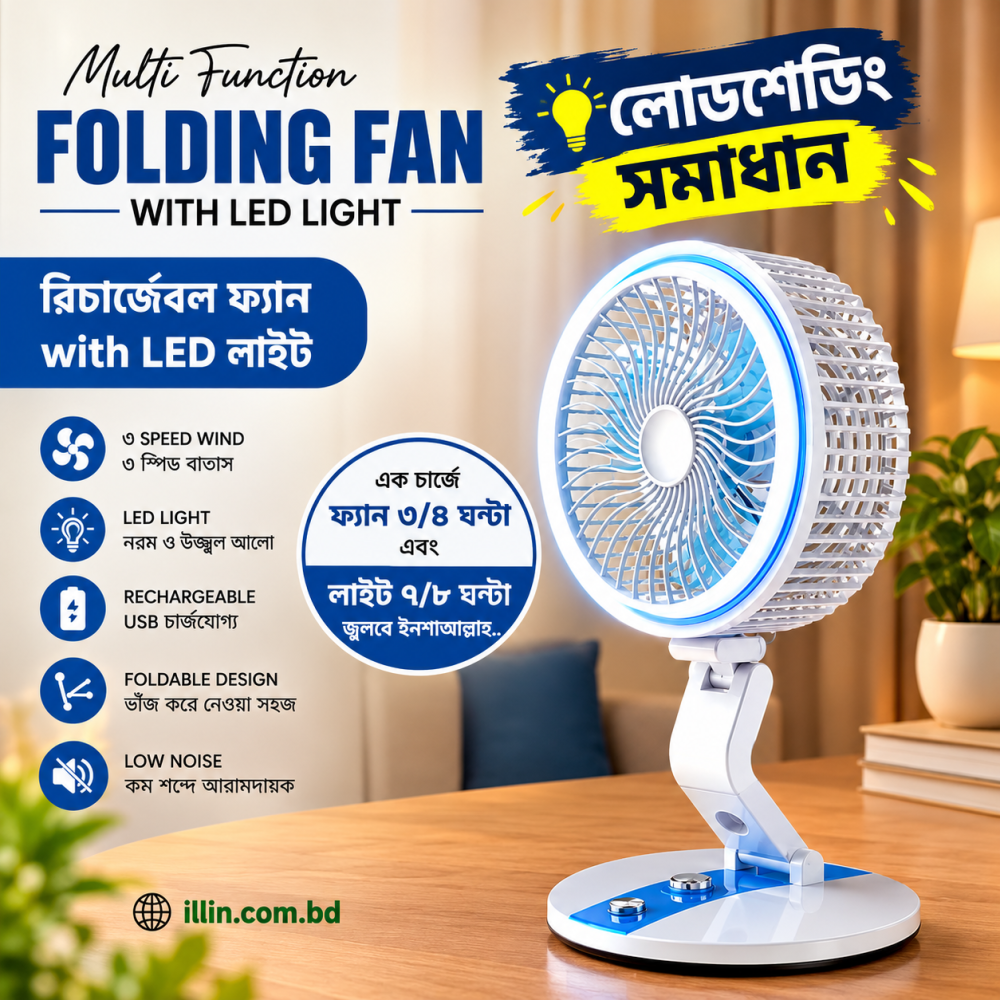 Multi Function
FOLDING FAN
WITH LED LIGHT
লোডশেডিং
সমাধান
রিচার্জেবল ফ্যান
with LED লাইট
৩ SPEED WIND
৩ স্পিড বাতাস
LED LIGHT
নরম ও উজ্জ্বল আলো
RECHARGEABLE
USB চার্জযোগ্য
FOLDABLE DESIGN
ভাঁজ করে নেওয়া সহজ
LOW NOISE
কম শব্দে আরামদায়ক
এক চার্জে
ফ্যান ৩/৪ ঘন্টা
এবং
লাইট ৭/৮ ঘন্টা
জ্বলবে ইনশাআল্লাহ..
illin.com.bd